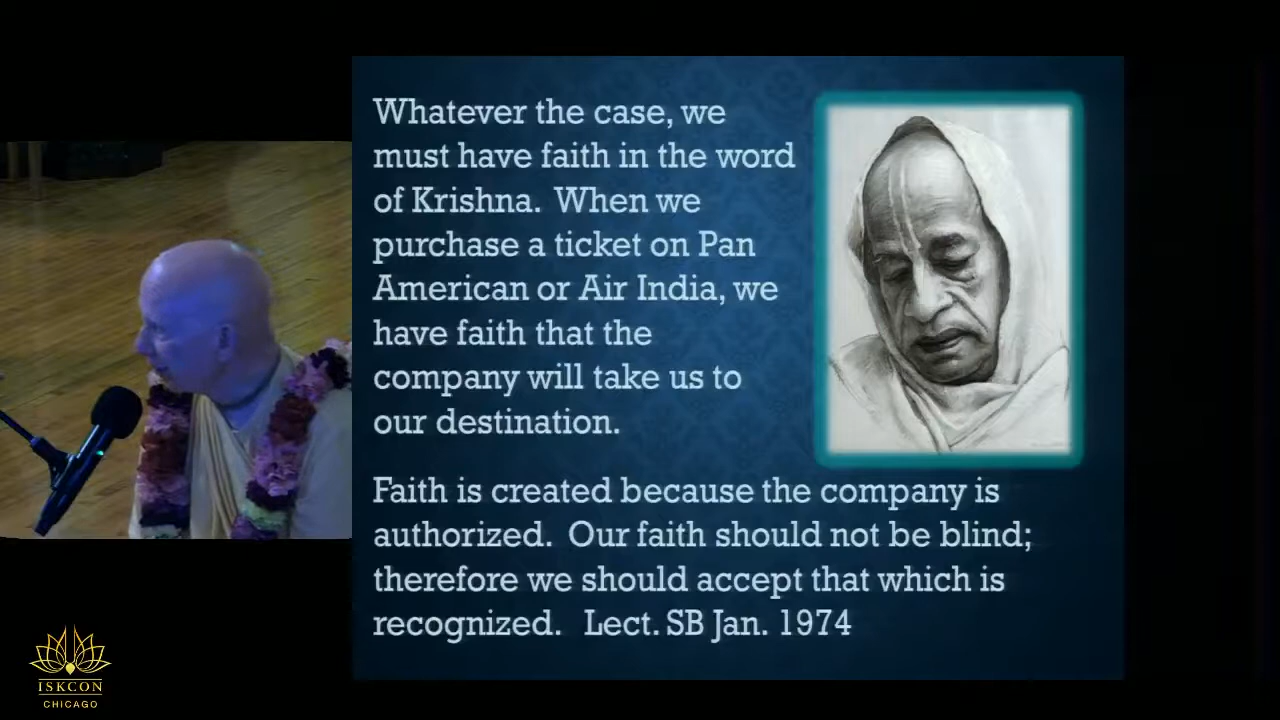 Whatever the case, we
must have faith in the word
of Krishna. When we
purchase a ticket on Pan
American or Air India, we
have faith that the
company will take us to
our destination.
Faith is created because the company is
authorized. Our faith should not be blind;
therefore we should accept that which is
recognized. Lect. SB Jan. 1974
ISKCON
CHICAGO